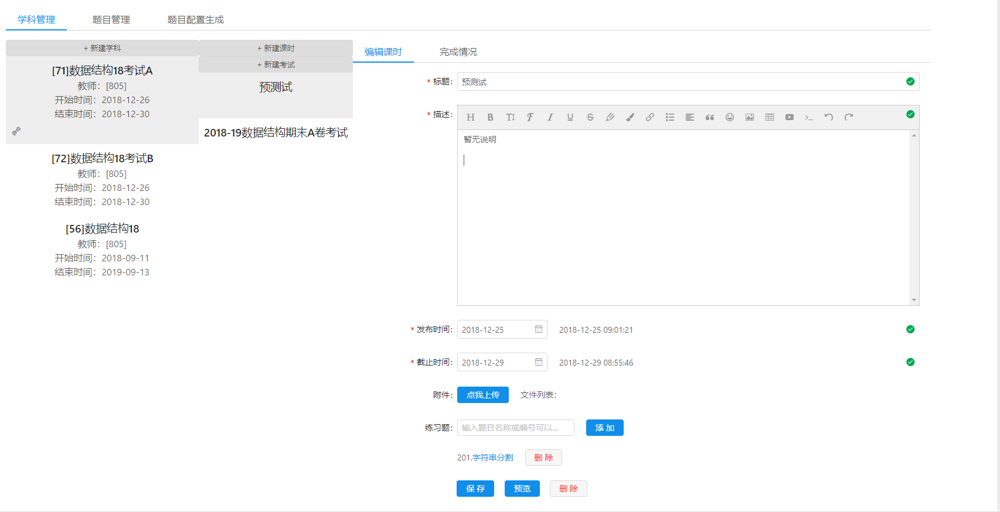 学科管理 题目管理 题目配置生成
+ 新建学科
[71]数据结构18考试A
教师：[805]
开始时间：2018-12-26
结束时间：2018-12-30
[72]数据结构18考试B
教师：[805]
开始时间：2018-12-26
结束时间：2018-12-30
[56]数据结构18
教师：[805]
开始时间：2018-09-11
结束时间：2019-09-13
+ 新建课时
+ 新建考试
预测试
2018-19数据结构期末A卷考试
编辑课时 完成情况
* 标题： 预测试
* 描述：
暂无说明
* 发布时间： 2018-12-25 2018-12-25 09:01:21
* 截止时间： 2018-12-29 2018-12-29 08:55:46
附件： 点我上传 文件列表：
练习题： 输入题目名称或编号可以... 添 加
201.字符串分割 删 除
保 存 预览 删 除